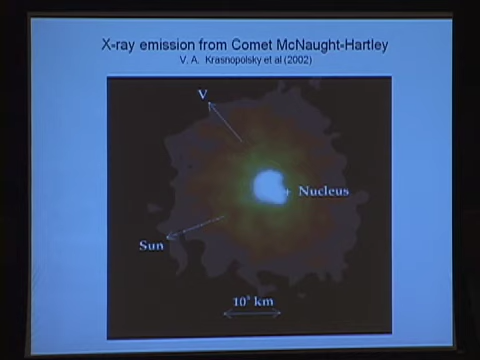 X-ray emission from Comet McNaught-Hartley
V. A. Krasnopolsky et al (2002)
V
+ Nucleus
Sun
10⁵ km